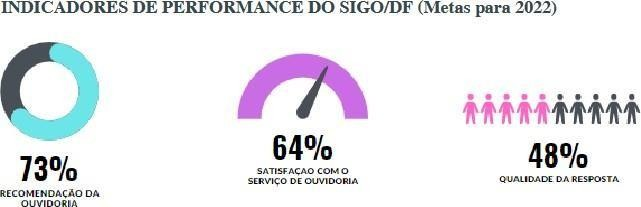 INDICADORES DE PERFORMANCE DO SIGO/DF (Metas para 2022)
73%
RECOMENDAÇÃO DA
OUVIDORIA
64%
SATISFAÇAO COM O
SERVIÇO DE OUVIDORIA
48%
QUALIDADE DA RESPOSTA